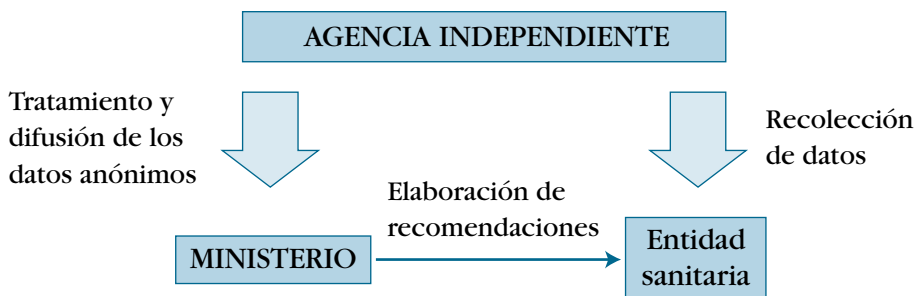 AGENCIA INDEPENDIENTE
Tratamiento y
difusión de los
datos anónimos
Recolección
de datos
Elaboración de
recomendaciones
MINISTERIO
Entidad
sanitaria